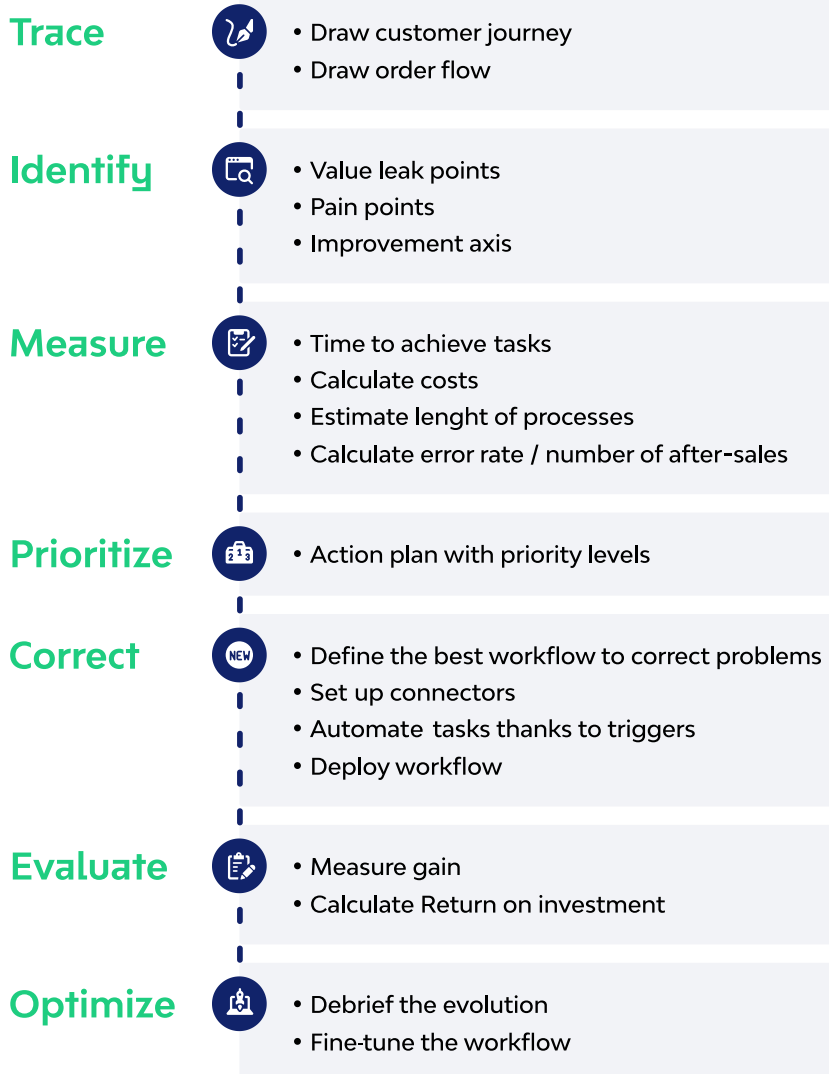 Trace
• Draw customer journey
• Draw order flow
Identify
• Value leak points
• Pain points
• Improvement axis
Measure
• Time to achieve tasks
• Calculate costs
• Estimate lenght of processes
• Calculate error rate / number of after-sales
Prioritize
2 1 3
• Action plan with priority levels
Correct
NEW
• Define the best workflow to correct problems
• Set up connectors
• Automate tasks thanks to triggers
• Deploy workflow
Evaluate
• Measure gain
• Calculate Return on investment
Optimize
• Debrief the evolution
• Fine-tune the workflow